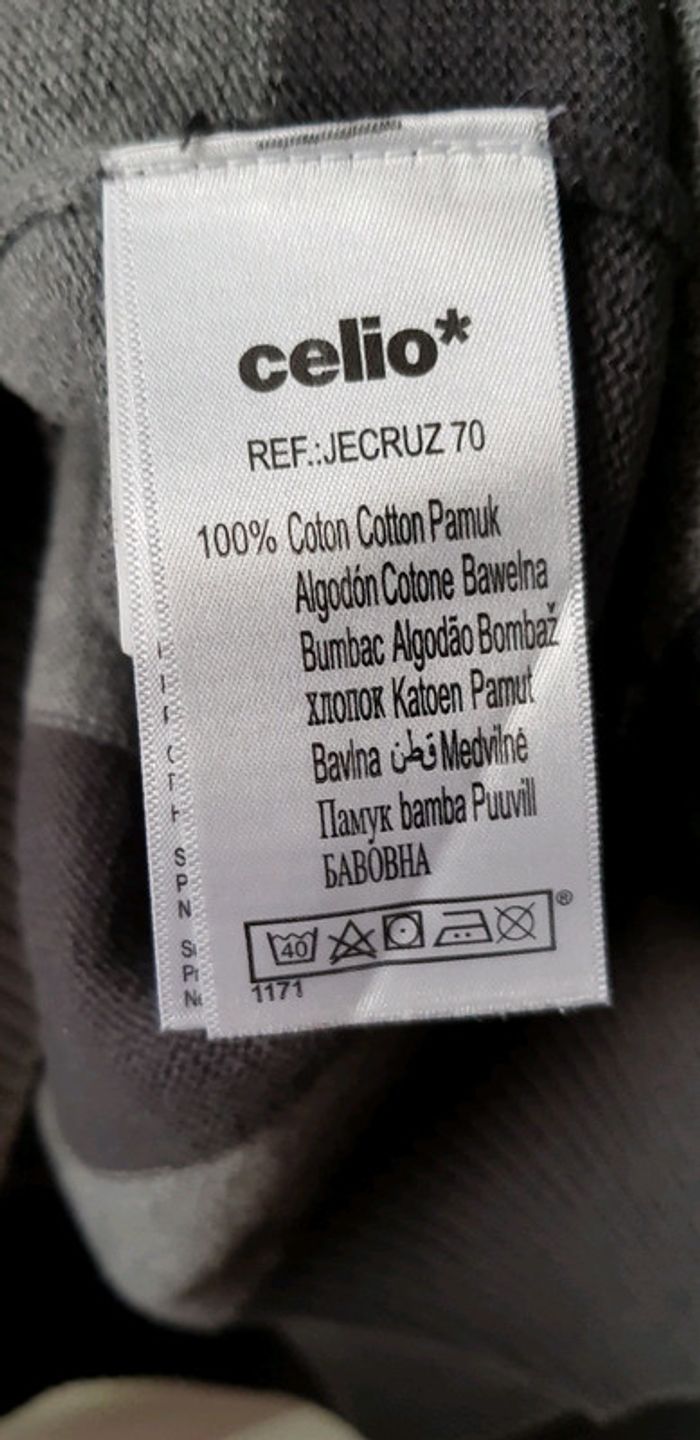 celio*
REF.:JECRUZ 70
100% Coton Cotton Pamuk
Algodón Cotone Bawelna
Bumbac Algodão Bombaž
хлопок Katoen Pamut
Bavlna قطن Medvilnė
Памук bamba Puuvill
БАВОВНА
40
®
1171
S
P
N